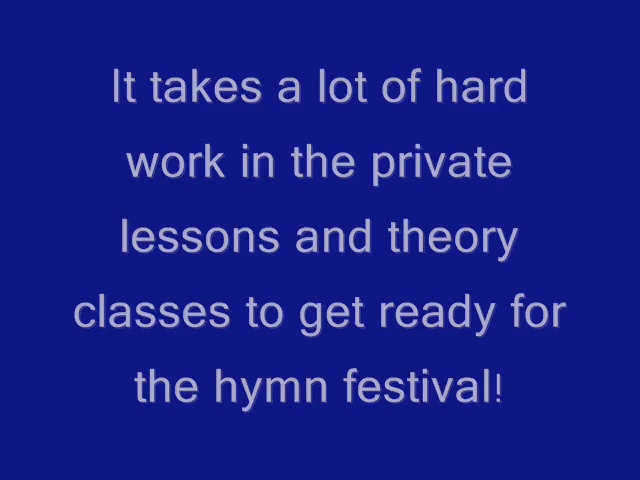 It takes a lot of hard
work in the private
lessons and theory
classes to get ready for
the hymn festival!